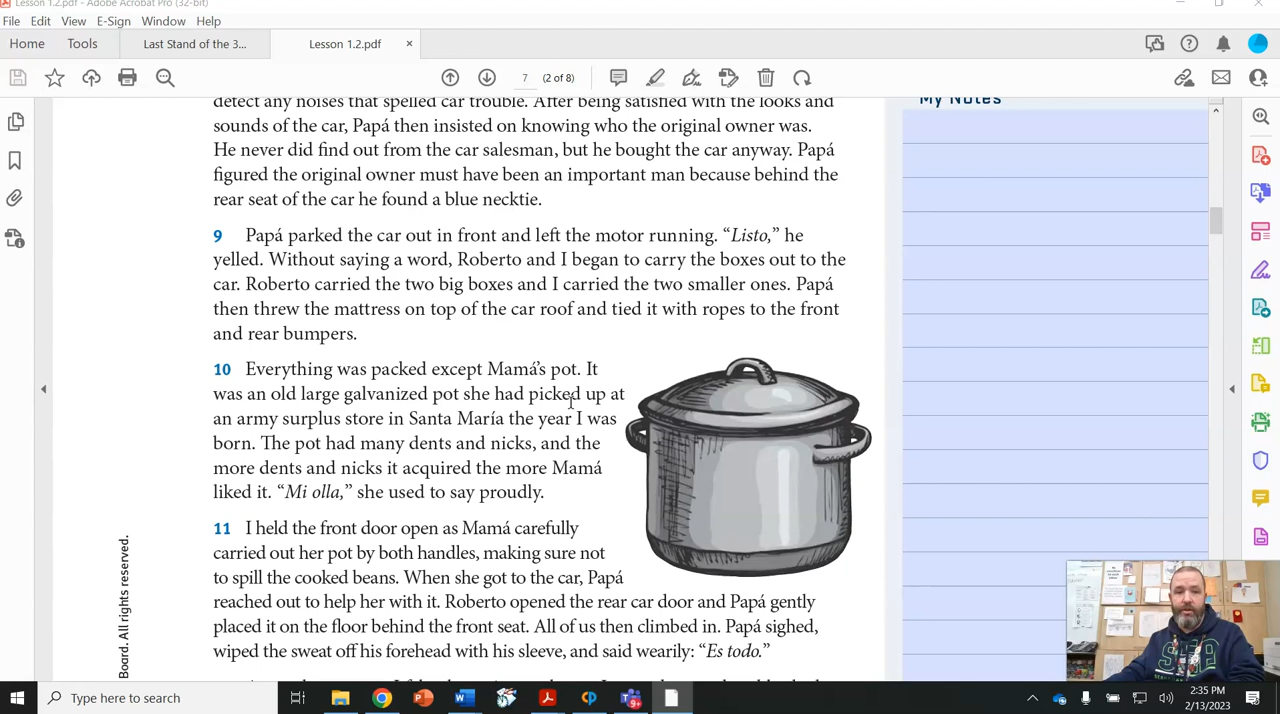 Lesson 1.2.pdf - Adobe Acrobat Pro (32-bit)
File Edit View E-Sign Window Help
Home Tools Last Stand of the 3... Lesson 1.2.pdf ×
7 (2 of 8)
detect any noises that spelled car trouble. After being satisfied with the looks and
sounds of the car, Papá then insisted on knowing who the original owner was.
He never did find out from the car salesman, but he bought the car anyway. Papá
figured the original owner must have been an important man because behind the
rear seat of the car he found a blue necktie.
9 Papá parked the car out in front and left the motor running. “Listo,” he
yelled. Without saying a word, Roberto and I began to carry the boxes out to the
car. Roberto carried the two big boxes and I carried the two smaller ones. Papá
then threw the mattress on top of the car roof and tied it with ropes to the front
and rear bumpers.
10 Everything was packed except Mamá’s pot. It
was an old large galvanized pot she had picked up at
an army surplus store in Santa María the year I was
born. The pot had many dents and nicks, and the
more dents and nicks it acquired the more Mamá
liked it. “Mi olla,” she used to say proudly.
11 I held the front door open as Mamá carefully
carried out her pot by both handles, making sure not
to spill the cooked beans. When she got to the car, Papá
reached out to help her with it. Roberto opened the rear car door and Papá gently
placed it on the floor behind the front seat. All of us then climbed in. Papá sighed,
wiped the sweat off his forehead with his sleeve, and said wearily: “Es todo.”
My Notes
Board. All rights reserved.
Type here to search
2:35 PM
2/13/2023